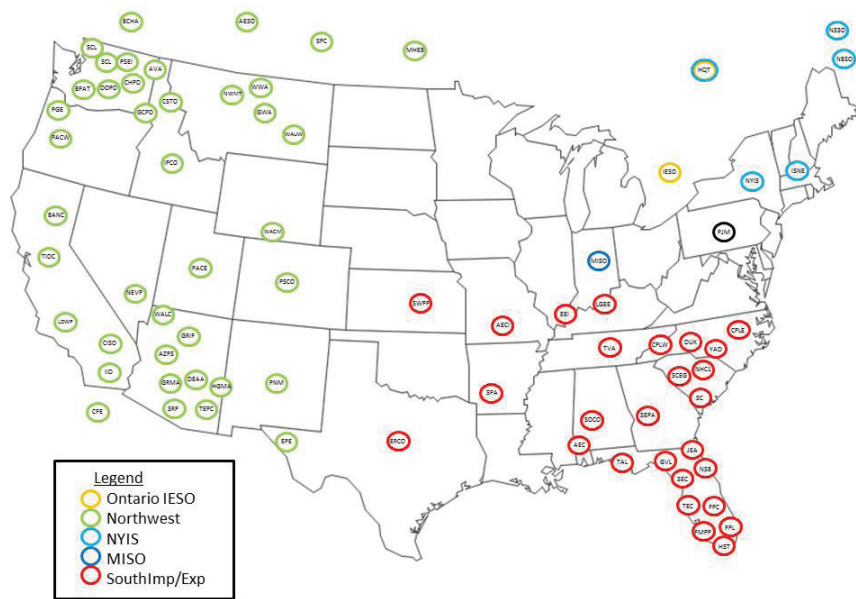 BCHA
AESO
SPC
MHEB
NSSO
NBSO
HQT
SCL
SCL
PSEI
AVA
BPAT
DOPD
CHPD
GCPD
CSTO
PGE
PACW
NWMT
WWA
GWA
WAUW
IPCO
IESO
NYIS
ISNE
PJM
MISO
BANC
TIDC
NEVP
PACE
WACM
PSCO
LDWP
CISO
IID
CFE
WALC
GRIF
AZPS
GRMA
DEAA
HGMA
SRP
TEPC
PNM
EPE
SWPP
AECI
EEI
LGEE
TVA
CPLW
DUK
YAD
CPLE
SCEG
NHC1
SC
SPA
ERCO
SOCO
AEC
SEPA
TAL
GVL
JEA
NSB
SEC
TEC
FPC
FMPP
FPL
HST
Legend
Ontario IESO
Northwest
NYIS
MISO
SouthImp/Exp